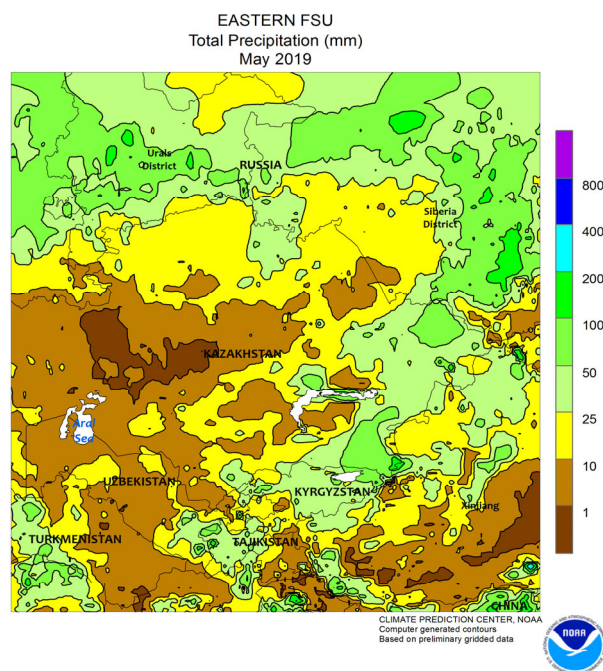 EASTERN FSU
Total Precipitation (mm)
May 2019
Urals
District
RUSSIA
Siberia
District
KAZAKHSTAN
Aral
Sea
UZBEKISTAN
KYRGYZSTAN
Xinjiang
TURKMENISTAN
TAJIKISTAN
CHINA
800
400
200
100
50
25
10
1
CLIMATE PREDICTION CENTER, NOAA
Computer generated contours
Based on preliminary gridded data
NOAA